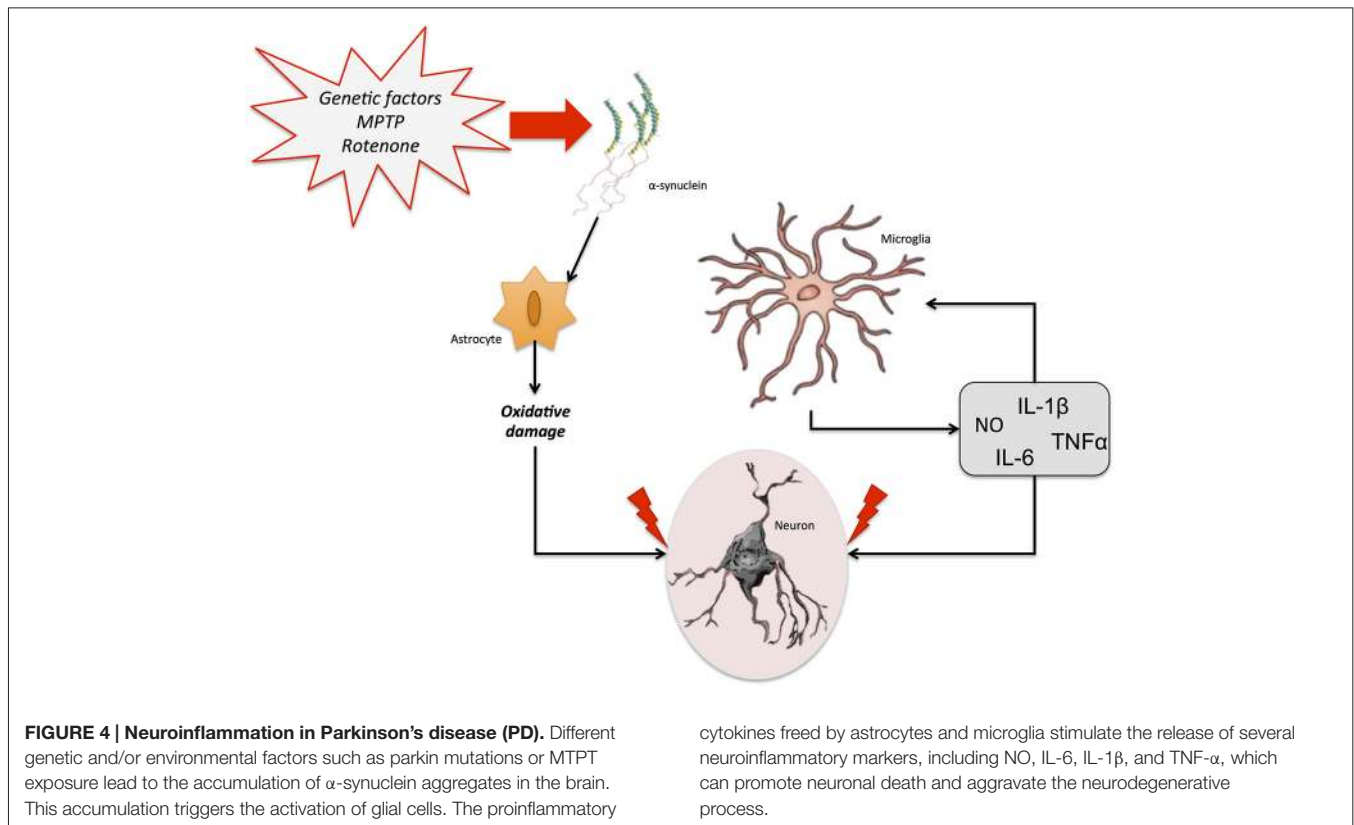 Genetic factors
MPTP
Rotenone
α-synuclein
Microglia
Astrocyte
Oxidative
damage
IL-1β
NO
TNFα
IL-6
Neuron
FIGURE 4 | Neuroinflammation in Parkinson's disease (PD). Different
genetic and/or environmental factors such as parkin mutations or MTPT
exposure lead to the accumulation of α-synuclein aggregates in the brain.
This accumulation triggers the activation of glial cells. The proinflammatory
cytokines freed by astrocytes and microglia stimulate the release of several
neuroinflammatory markers, including NO, IL-6, IL-1β, and TNF-α, which
can promote neuronal death and aggravate the neurodegenerative
process.